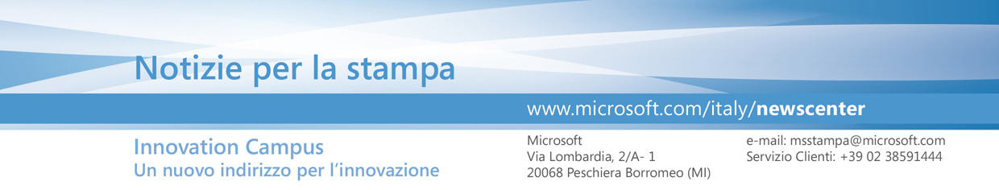 Notizie per la stampa
www.microsoft.com/italy/newscenter
Innovation Campus
Un nuovo indirizzo per l’innovazione
Microsoft
Via Lombardia, 2/A- 1
20068 Peschiera Borromeo (MI)
e-mail: msstampa@microsoft.com
Servizio Clienti: +39 02 38591444